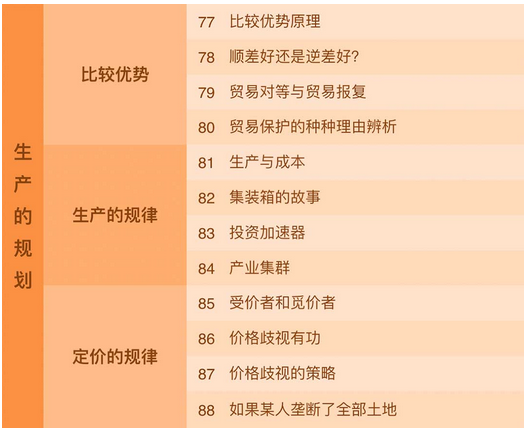 生产的规划
比较优势
77 比较优势原理
78 顺差好还是逆差好?
79 贸易对等与贸易报复
80 贸易保护的种种理由辨析
生产的规律
81 生产与成本
82 集装箱的故事
83 投资加速器
84 产业集群
定价的规律
85 受价者和觅价者
86 价格歧视有功
87 价格歧视的策略
88 如果某人垄断了全部土地